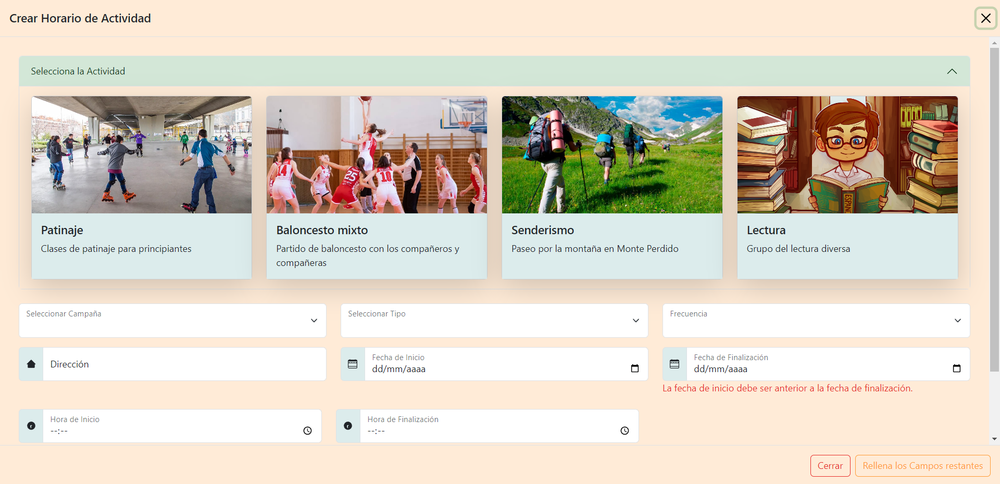 Crear Horario de Actividad
Selecciona la Actividad
14
25
10
ESPAÑOL
Patinaje
Clases de patinaje para principiantes
Baloncesto mixto
Partido de baloncesto con los compañeros y
compañeras
Senderismo
Paseo por la montaña en Monte Perdido
Lectura
Grupo del lectura diversa
Seleccionar Campaña
Seleccionar Tipo
Frecuencia
Dirección
Fecha de Inicio
dd/mm/aaaa
Fecha de Finalización
dd/mm/aaaa
La fecha de inicio debe ser anterior a la fecha de finalización.
Hora de Inicio
--:--
Hora de Finalización
--:--
Cerrar
Rellena los Campos restantes